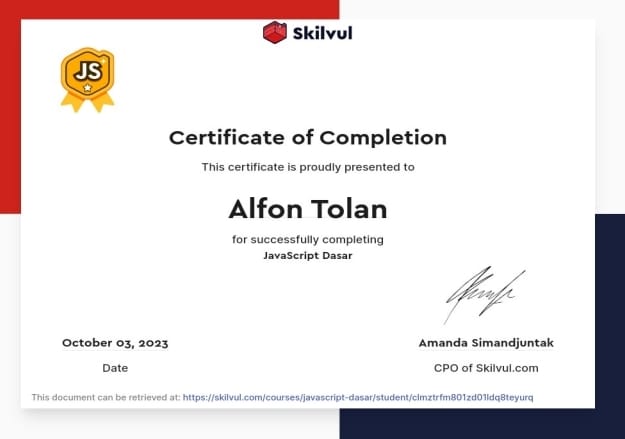 Skilvul
JS
Certificate of Completion
This certificate is proudly presented to
Alfon Tolan
for successfully completing
JavaScript Dasar
October 03, 2023
Date
Amanda Simandjuntak
CPO of Skilvul.com
This document can be retrieved at: https://skilvul.com/courses/javascript-dasar/student/clmztrfm801zd01ldq8teyurq